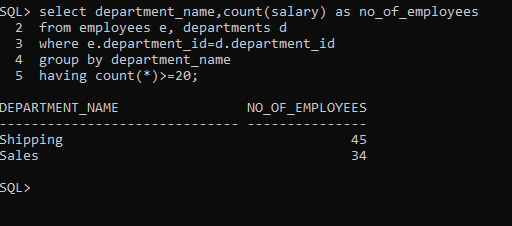 SQL> select department_name,count(salary) as no_of_employees
2 from employees e, departments d
3 where e.department_id=d.department_id
4 group by department_name
5 having count(*)>=20;
DEPARTMENT_NAME NO_OF_EMPLOYEES
------------------------------ ---------------
Shipping 45
Sales 34
SQL>